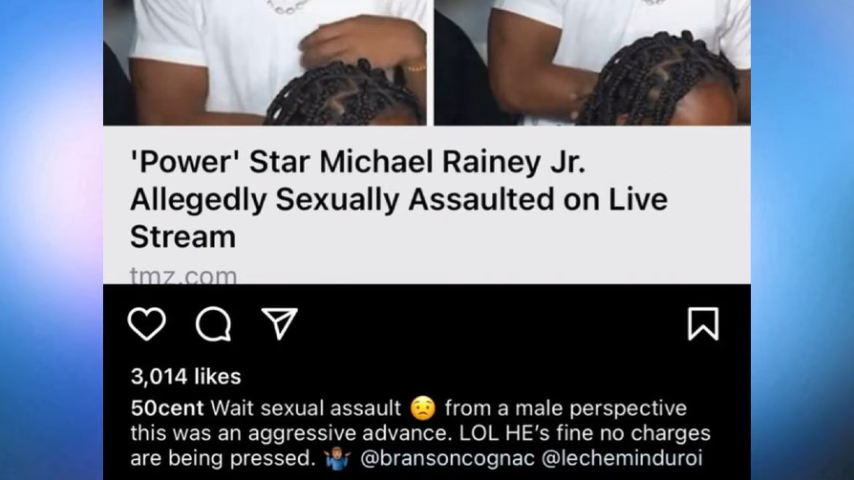 'Power' Star Michael Rainey Jr.
Allegedly Sexually Assaulted on Live
Stream
tmz.com
3,014 likes
50cent Wait sexual assault 😟 from a male perspective
this was an aggressive advance. LOL HE’s fine no charges
are being pressed. 🤷🏾‍♂️ @bransoncognac @lecheminduroi